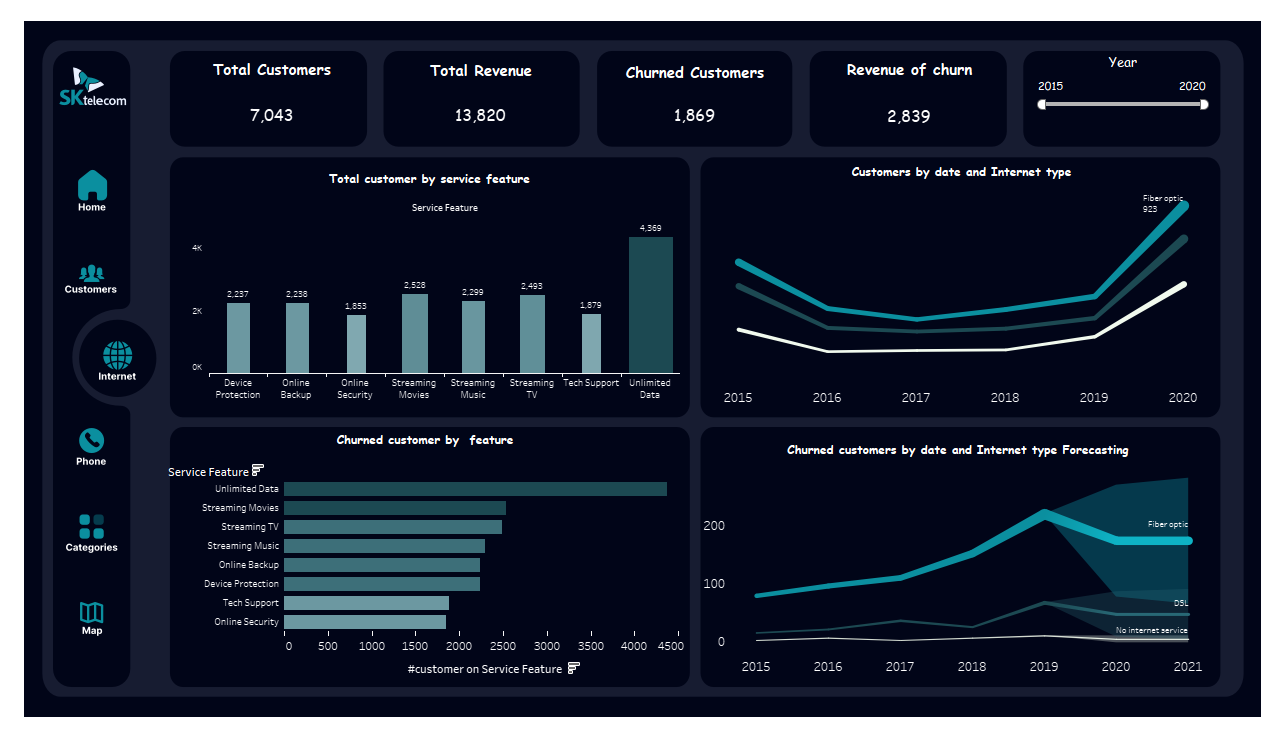 SKtelecom
Home
Customers
Internet
Phone
Categories
Map
Total Customers
7,043
Total Revenue
13,820
Churned Customers
1,869
Revenue of churn
2,839
Year
2015 2020
Total customer by service feature
Service Feature
4K
2K
0K
2,237
2,238
1,853
2,528
2,299
2,493
1,879
4,369
Device
Protection
Online
Backup
Online
Security
Streaming
Movies
Streaming
Music
Streaming
TV
Tech Support
Unlimited
Data
Customers by date and Internet type
Fiber optic
923
2015 2016 2017 2018 2019 2020
Churned customer by feature
Service Feature
Unlimited Data
Streaming Movies
Streaming TV
Streaming Music
Online Backup
Device Protection
Tech Support
Online Security
0 500 1000 1500 2000 2500 3000 3500 4000 4500
#customer on Service Feature
Churned customers by date and Internet type Forecasting
200
100
0
Fiber optic
DSL
No internet service
2015 2016 2017 2018 2019 2020 2021